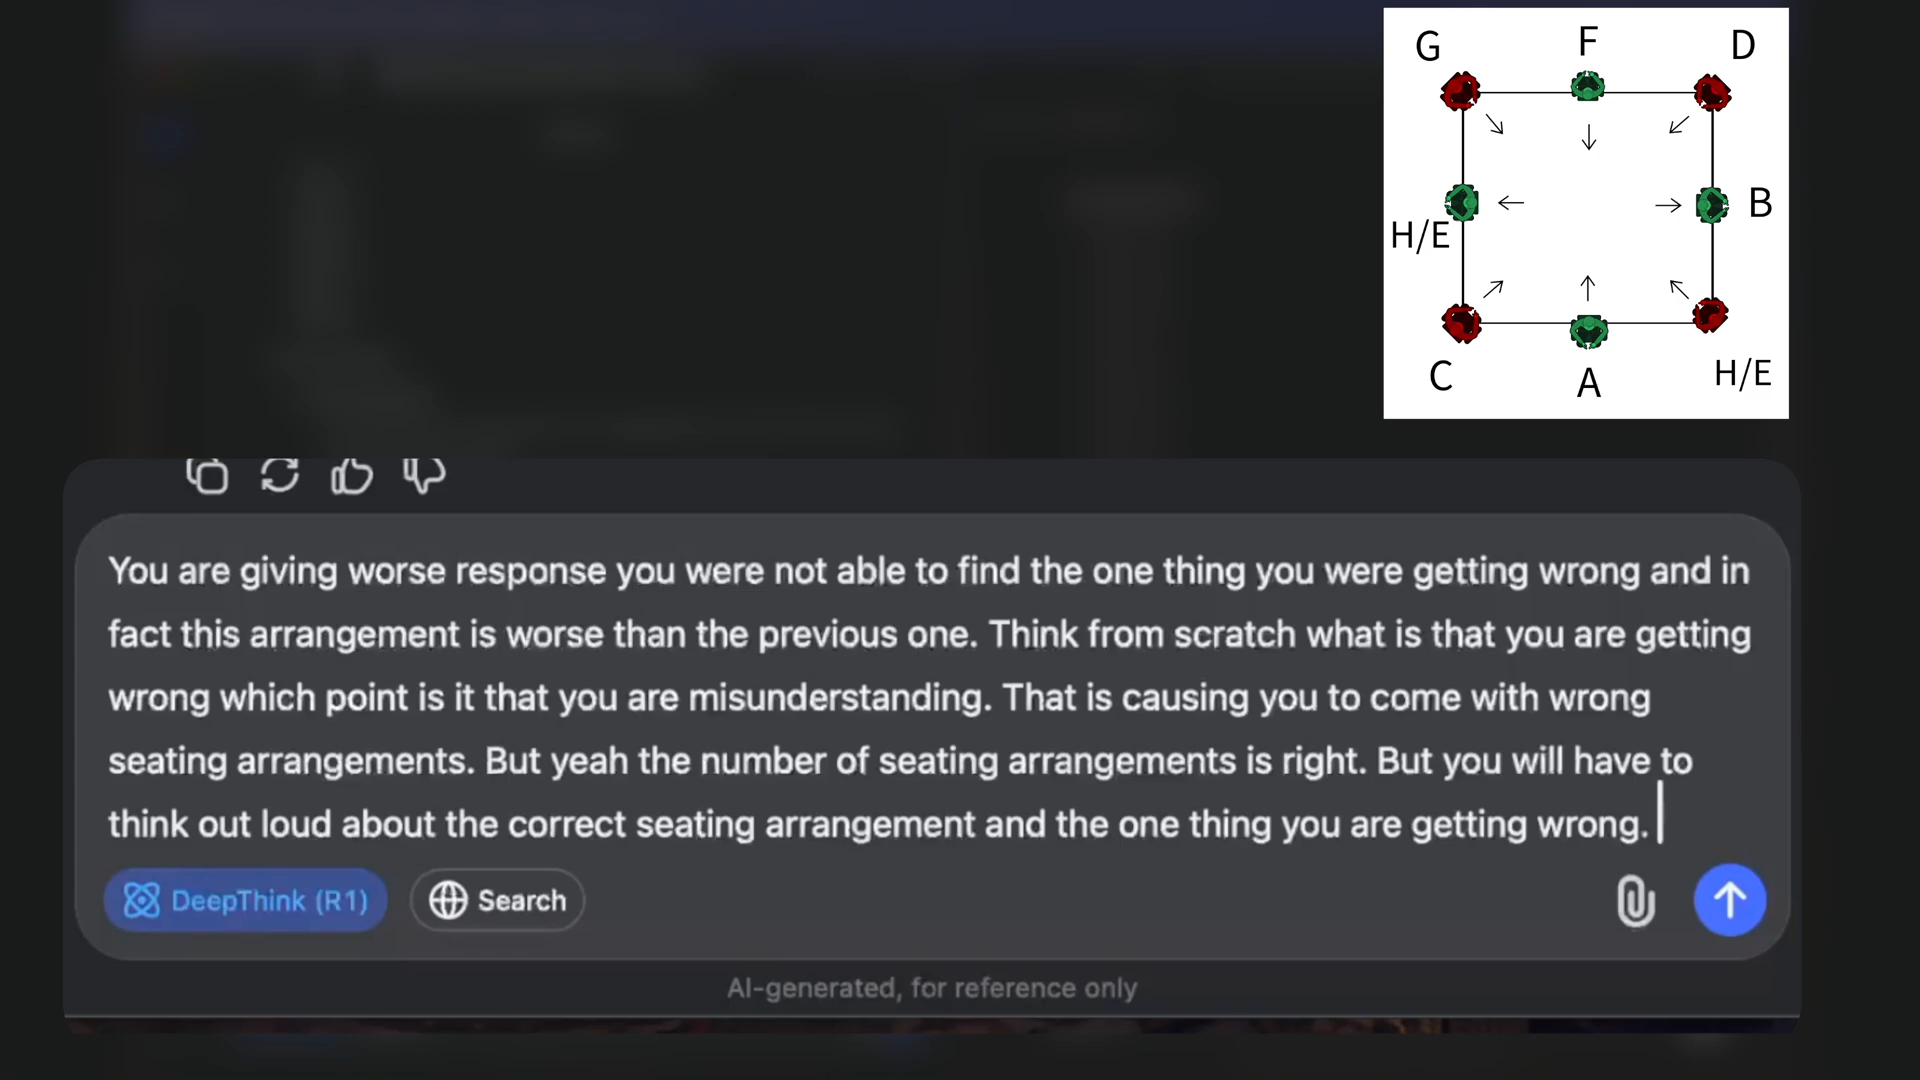 G F D
B
H/E
C A H/E
You are giving worse response you were not able to find the one thing you were getting wrong and in
fact this arrangement is worse than the previous one. Think from scratch what is that you are getting
wrong which point is it that you are misunderstanding. That is causing you to come with wrong
seating arrangements. But yeah the number of seating arrangements is right. But you will have to
think out loud about the correct seating arrangement and the one thing you are getting wrong.
DeepThink (R1) Search
AI-generated, for reference only